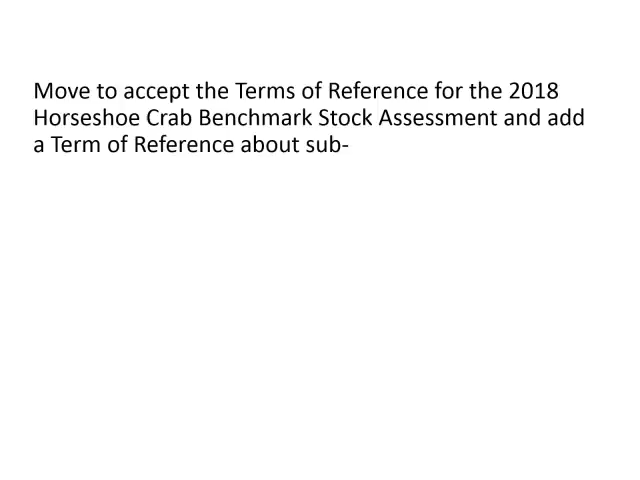 Move to accept the Terms of Reference for the 2018
Horseshoe Crab Benchmark Stock Assessment and add
a Term of Reference about sub-